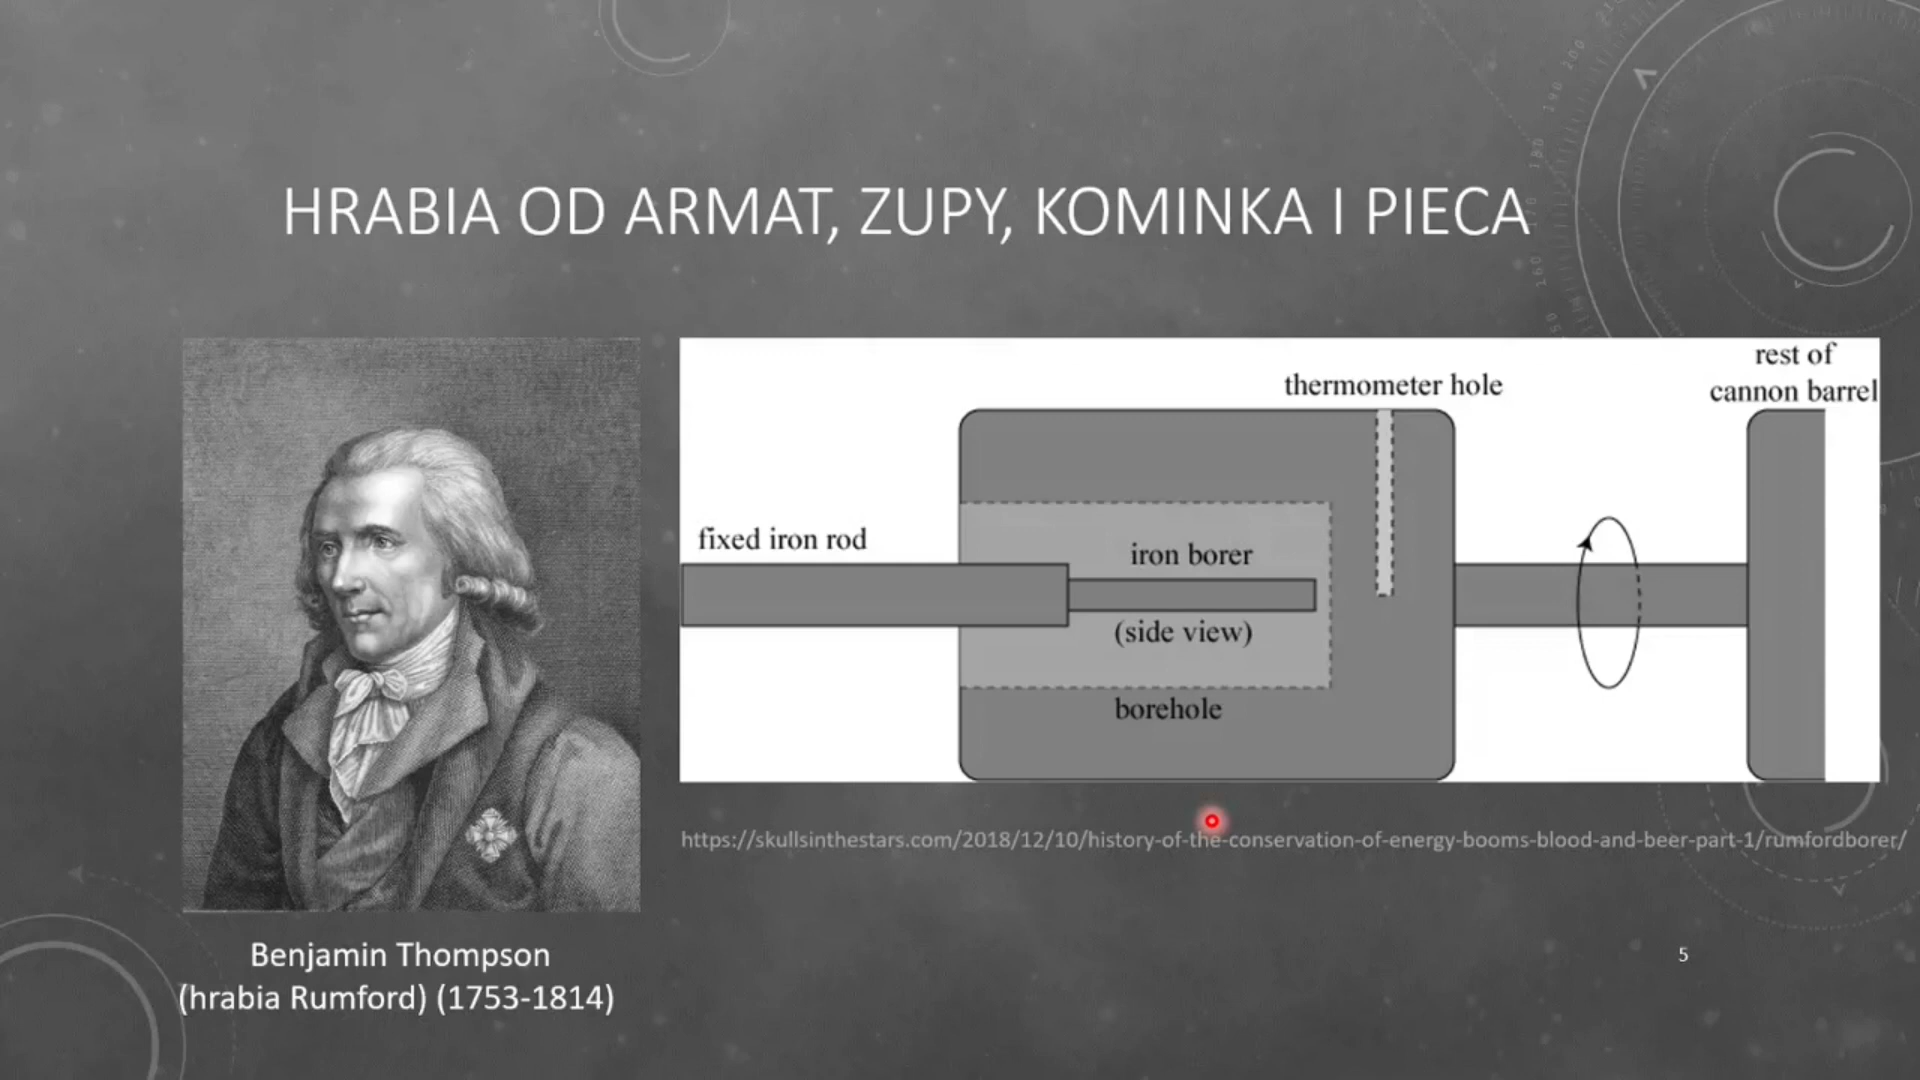 HRABIA OD ARMAT, ZUPY, KOMINKA I PIECA
rest of
cannon barrel
thermometer hole
fixed iron rod
iron borer
(side view)
borehole
https://skullsinthestars.com/2018/12/10/history-of-the-conservation-of-energy-booms-blood-and-beer-part-1/rumfordborer/
Benjamin Thompson
(hrabia Rumford) (1753-1814)
5